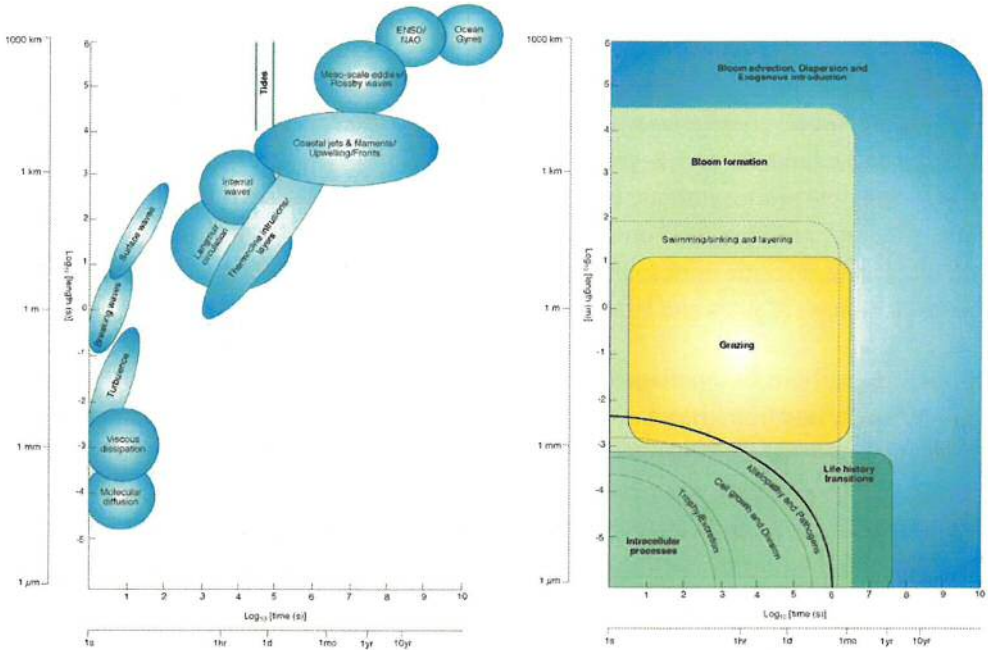 1000 km
1 km
1 m
1 mm
1 µm
Log₁₀ [length (s)]
6
5
4
3
2
1
0
-1
-2
-3
-4
-5
ENSO/
NAO
Ocean
Gyres
Meso-scale eddies/
Rossby waves
Tides
Coastal jets & filaments/
Upwelling/Fronts
Internal
waves
Langmuir
circulation
Thermocline intrusions/
layers
Surface waves
Breaking waves
Turbulence
Viscous
dissipation
Molecular
diffusion
1 2 3 4 5 6 7 8 9 10
Log₁₀ [time (s)]
1s 1hr 1d 1mo 1yr 10yr
1000 km
1 km
1 m
1 mm
1 µm
Log₁₀ [length (m)]
6
5
4
3
2
1
0
-1
-2
-3
-4
-5
Bloom advection, Dispersion and
Exogenous introduction
Bloom formation
Swimming/sinking and layering
Grazing
Life history
transitions
Allelopathy and Pathogens
Cell growth and Division
Trophy/Excretion
Intracellular
processes
1 2 3 4 5 6 7 8 9 10
Log₁₀ [time (s)]
1s 1hr 1d 1mo 1yr 10yr